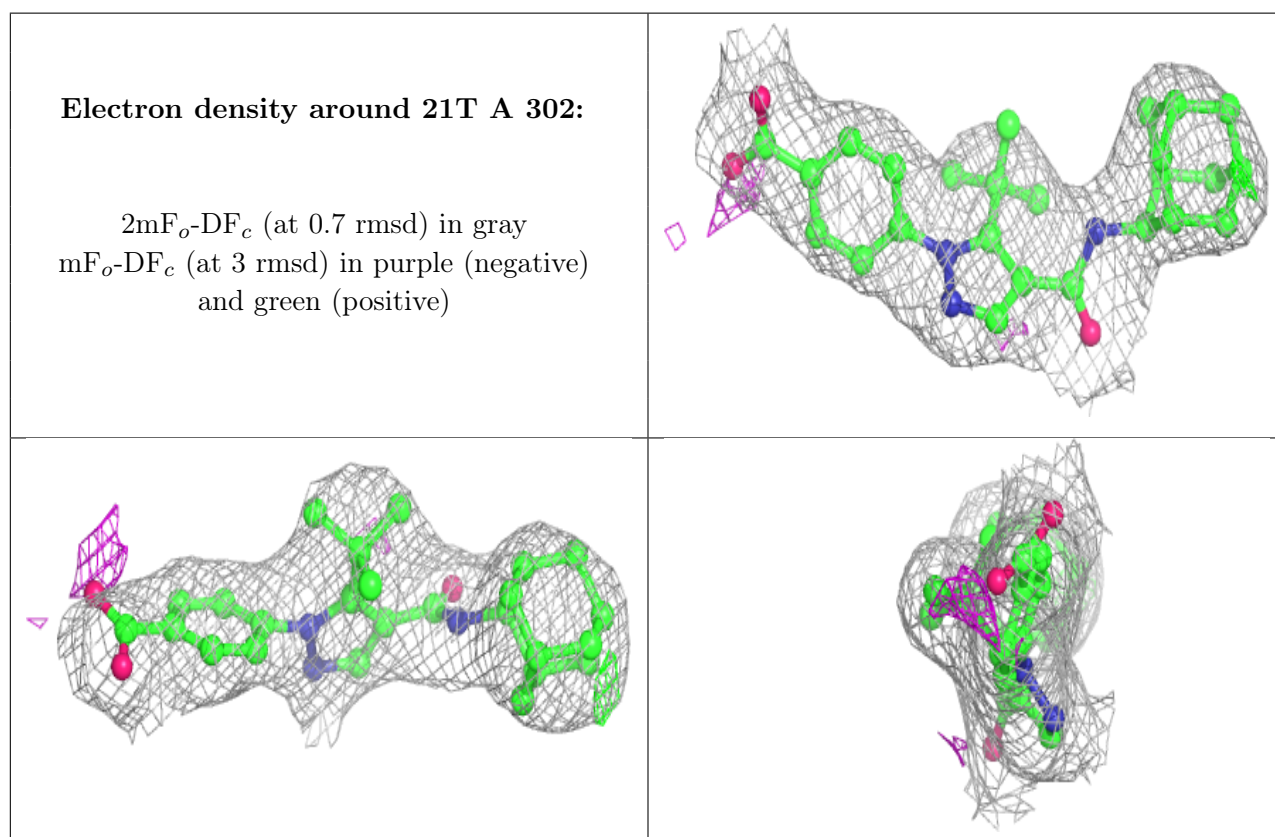 Electron density around 21T A 302:
2mFo-DFc (at 0.7 rmsd) in gray
mFo-DFc (at 3 rmsd) in purple (negative)
and green (positive)